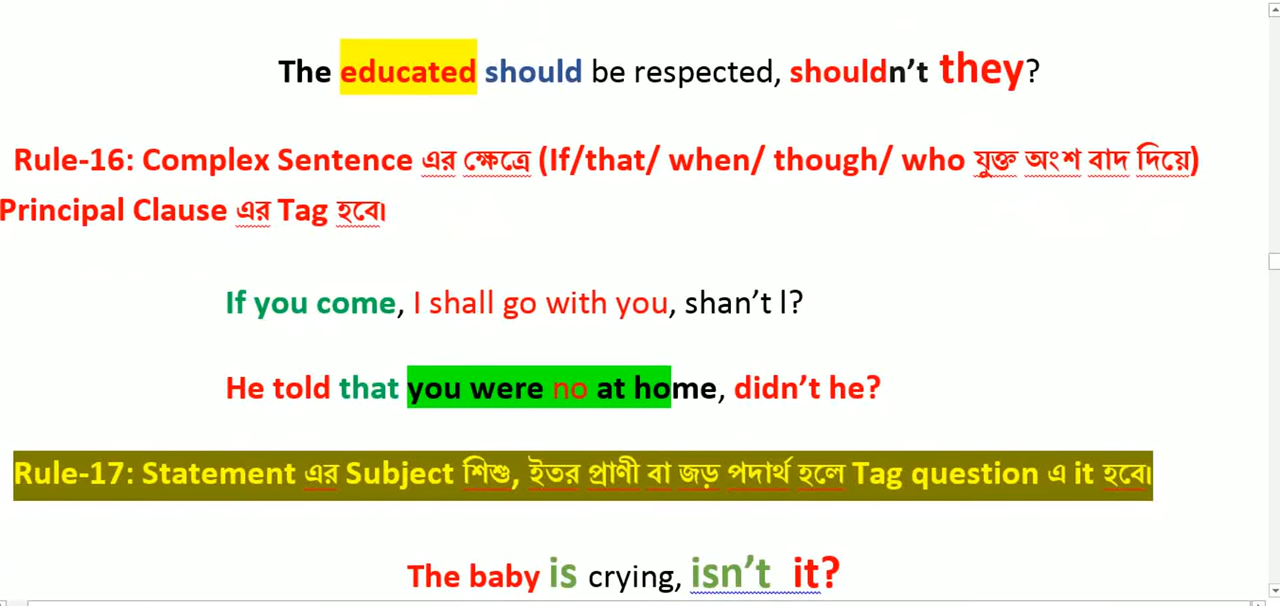 The educated should be respected, shouldn't they?
Rule-16: Complex Sentence এর ক্ষেত্রে (If/that/ when/ though/ who যুক্ত অংশ বাদ দিয়ে)
Principal Clause এর Tag হবে।
If you come, I shall go with you, shan't l?
He told that you were no at home, didn't he?
Rule-17: Statement এর Subject শিশু, ইতর প্রাণী বা জড় পদার্থ হলে Tag question এ it হবে।
The baby is crying, isn't it?